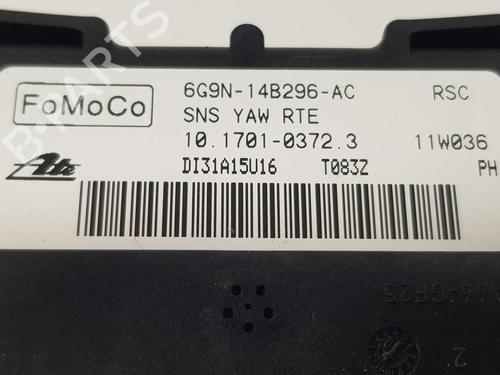 FoMoCo
6G9N-14B296-AC RSC
SNS YAW RTE
10.1701-0372.3 11W036
Ate DI31A15U16 T083Z PH
B-PARTS